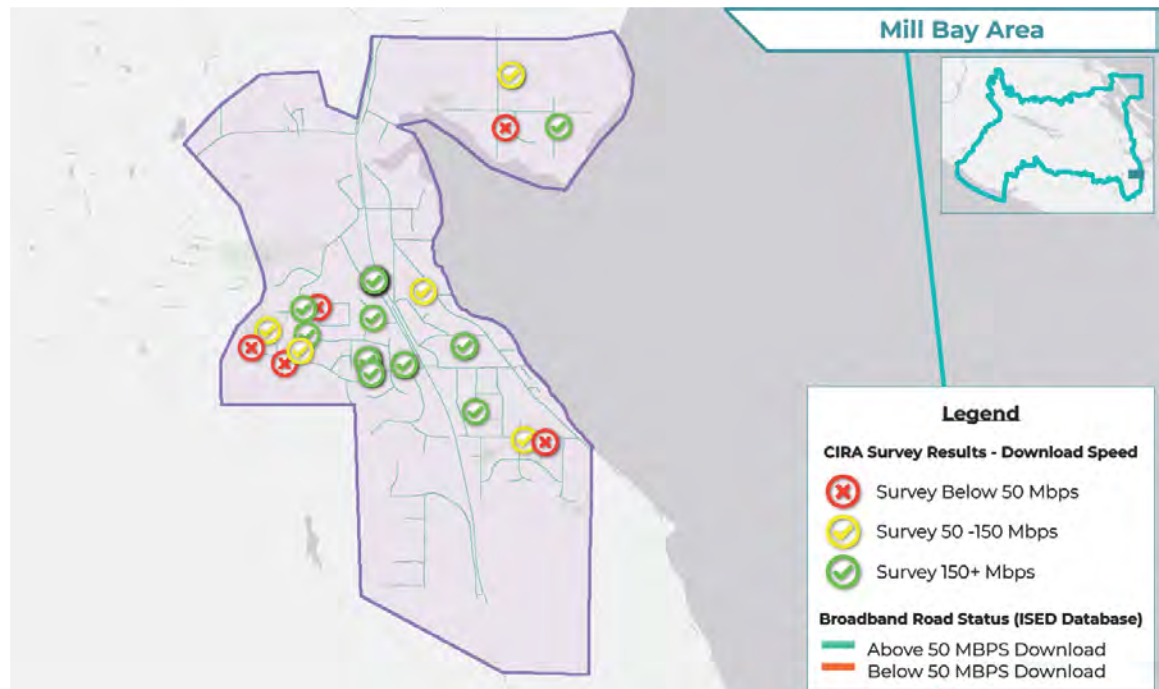 Mill Bay Area
Legend
CIRA Survey Results - Download Speed
Survey Below 50 Mbps
Survey 50 -150 Mbps
Survey 150+ Mbps
Broadband Road Status (ISED Database)
Above 50 MBPS Download
Below 50 MBPS Download